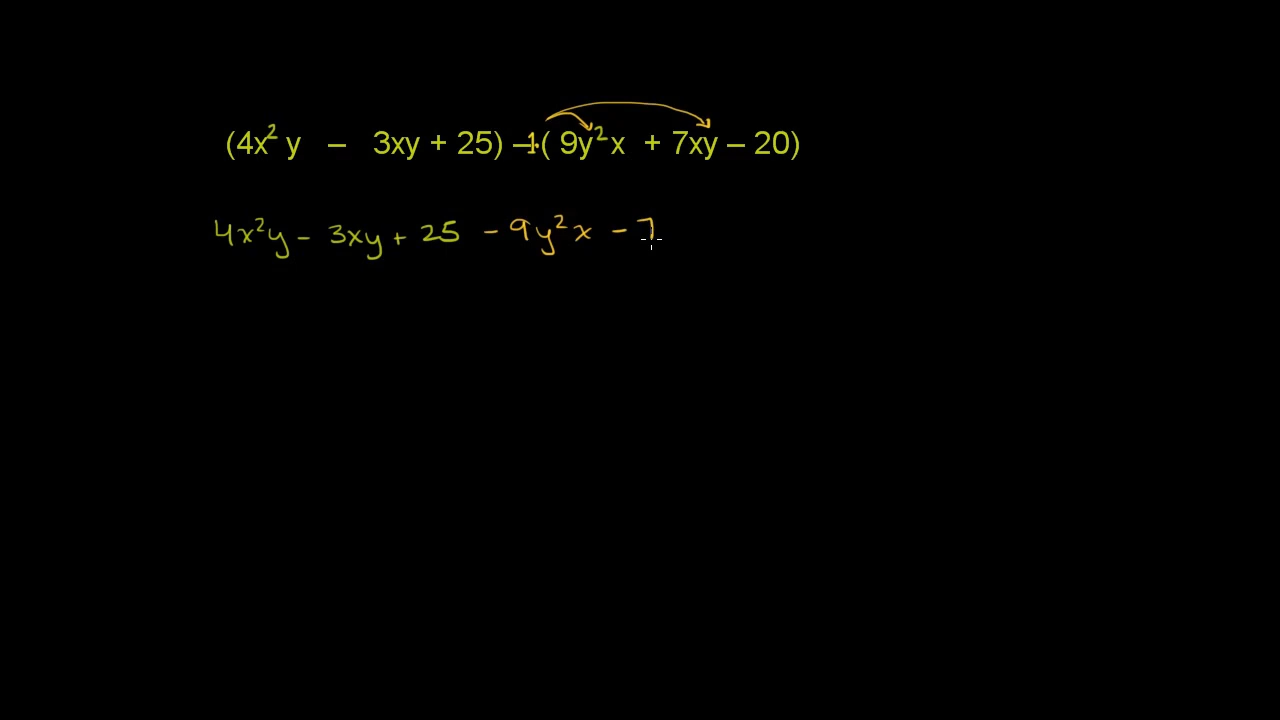 (4x² y – 3xy + 25) –1( 9y²x + 7xy – 20)
4x²y – 3xy + 25 – 9y²x – 7